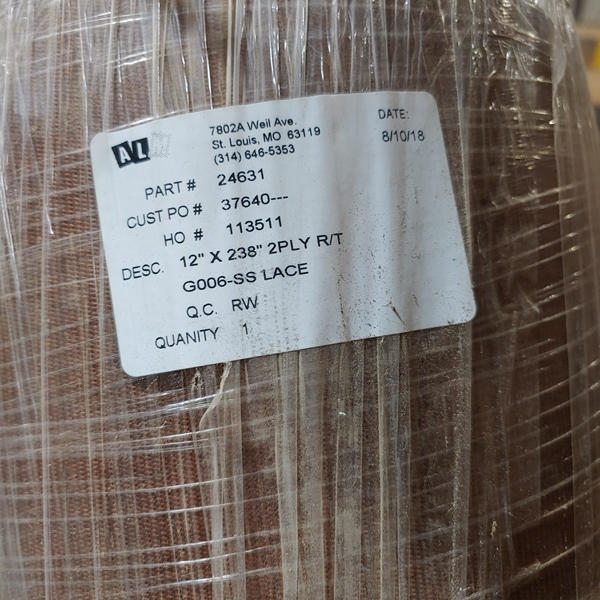 AL
7802A Weil Ave.
St. Louis, MO 63119
(314) 646-5353
DATE:
8/10/18
PART # 24631
CUST PO # 37640---
HO # 113511
DESC. 12" X 238" 2PLY R/T
G006-SS LACE
Q.C. RW
QUANITY 1